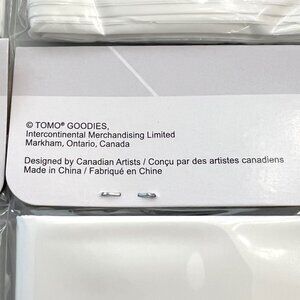 © TOMO® GOODIES,
Intercontinental Merchandising Limited
Markham, Ontario, Canada
Designed by Canadian Artists / Conçu par des artistes canadiens
Made in China / Fabriqué en Chine